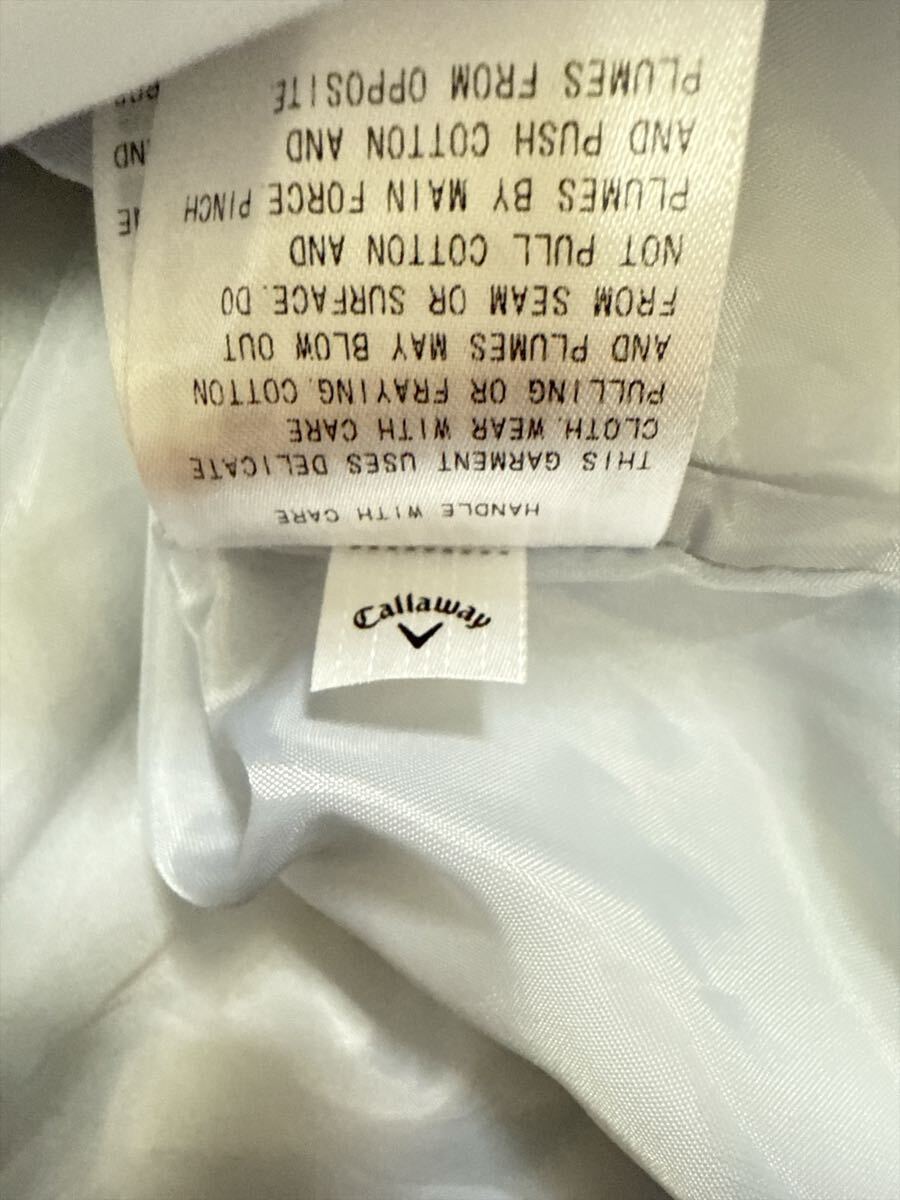 HANDLE WITH CARE
THIS GARMENT USES DELICATE
CLOTH. WEAR WITH CARE
PULLING OR FRAYING. COTTON
AND PLUMES MAY BLOW OUT
FROM SEAM OR SURFACE. DO
NOT PULL COTTON AND
PLUMES BY MAIN FORCE PINCH
AND PUSH COTTON AND
PLUMES FROM OPPOSITE
Callaway